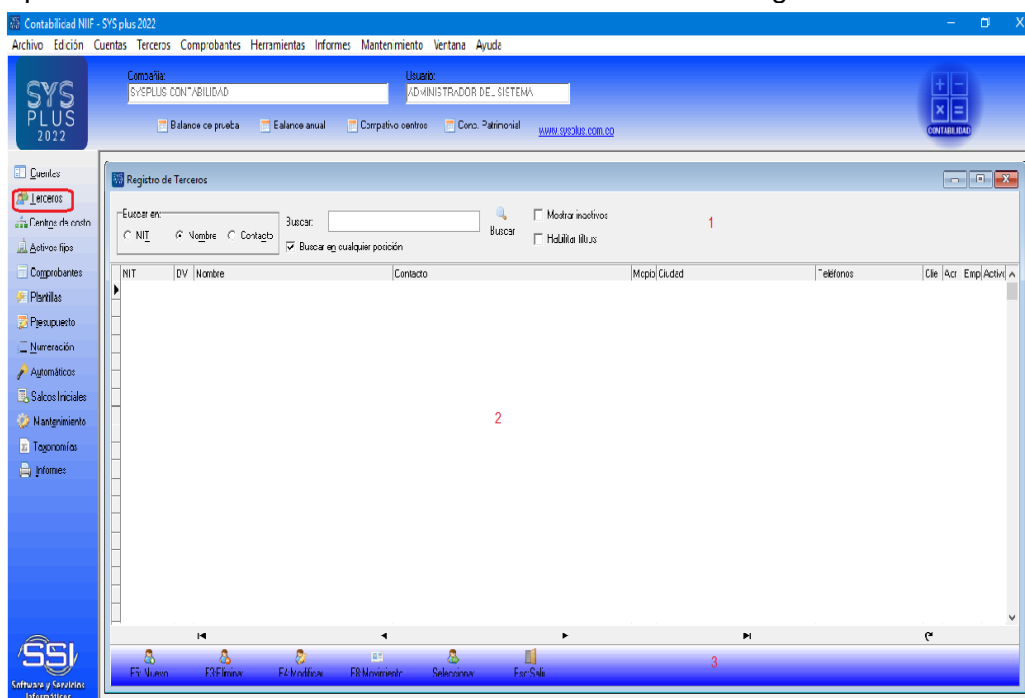 Contabilidad NIIF - SYS plus 2022
Archivo Edición Cuentas Terceros Comprobantes Herramientas Informes Mantenimiento Ventana Ayuda
SYS
PLUS
2022
Compañía:
SYSPLUS CONTABILIDAD
Usuario:
ADMINISTRADOR DEL SISTEMA
Balance de prueba Balance anual Compativo centros Conc. Patrimonial www.sysplus.com.co
CONTABILIDAD
Cuentas
Terceros
Centros de costo
Activos fijos
Comprobantes
Plantillas
Presupuesto
Numeración
Automáticos
Saldos Iniciales
Mantenimiento
Taxonomías
Informes
Registro de Terceros
Buscar en:
NIT Nombre Contacto
Buscar:
Buscar en cualquier posición
Buscar
Mostrar inactivos
Habilitar filtros
1
NIT DV Nombre Contacto Mcpio Ciudad Teléfonos Clie Acr Emp Activo
2
F5: Nuevo F3:Eliminar F4:Modificar F8:Movimiento Seleccionar Esc:Salir
3
SSI
Software y Servicios
Informáticos